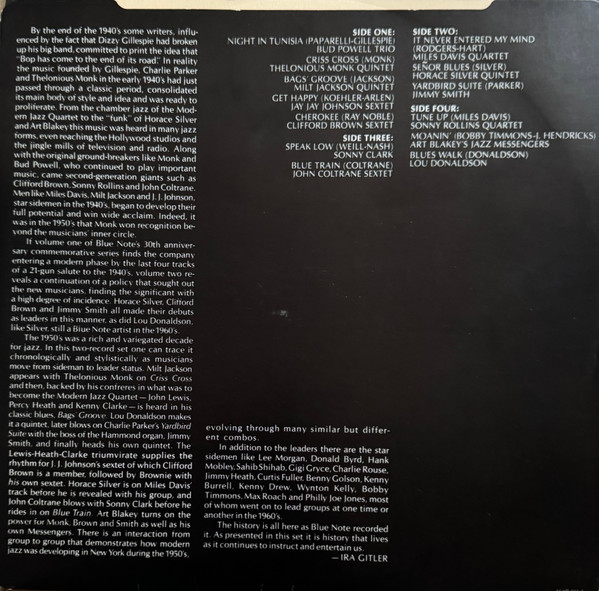 By the end of the 1940's some writers, influ-
enced by the fact that Dizzy Gillespie had broken
up his big band, committed to print the idea that
"Bop has come to the end of its road." In reality
the music founded by Gillespie, Charlie Parker
and Thelonious Monk in the early 1940's had just
passed through a classic period, consolidated
its main body of style and idea and was ready to
proliferate. From the chamber jazz of the Mod-
ern Jazz Quartet to the "funk" of Horace Silver
and Art Blakey this music was heard in many jazz
forms, even reaching the Hollywood studios and
the jingle mills of television and radio. Along
with the original ground-breakers like Monk and
Bud Powell, who continued to play important
music, came second-generation giants such as
Clifford Brown, Sonny Rollins and John Coltrane.
Men like Miles Davis, Milt Jackson and J. J. Johnson,
star sidemen in the 1940's, began to develop their
full potential and win wide acclaim. Indeed, it
was in the 1950's that Monk won recognition be-
yond the musicians' inner circle.
If volume one of Blue Note's 30th anniver-
sary commemorative series finds the company
entering a modern phase by the last four tracks
of a 21-gun salute to the 1940's, volume two re-
veals a continuation of a policy that sought out
the new musicians, finding the significant with
a high degree of incidence. Horace Silver, Clifford
Brown and Jimmy Smith all made their debuts
as leaders in this manner, as did Lou Donaldson,
like Silver, still a Blue Note artist in the 1960's.
The 1950's was a rich and variegated decade
for jazz. In this two-record set one can trace it
chronologically and stylistically as musicians
move from sideman to leader status. Milt Jackson
appears with Thelonious Monk on Criss Cross
and then, backed by his confreres in what was to
become the Modern Jazz Quartet—John Lewis,
Percy Heath and Kenny Clarke—is heard in his
classic blues, Bags' Groove. Lou Donaldson makes
it a quintet, later blows on Charlie Parker's Yardbird
Suite with the boss of the Hammond organ, Jimmy
Smith, and finally heads his own quintet. The
Lewis-Heath-Clarke triumvirate supplies the
rhythm for J. J. Johnson's sextet of which Clifford
Brown is a member, followed by Brownie with
his own sextet. Horace Silver is on Miles Davis'
track before he is revealed with his group, and
John Coltrane blows with Sonny Clark before he
rides in on Blue Train. Art Blakey turns on the
power for Monk, Brown and Smith as well as his
own Messengers. There is an interaction from
group to group that demonstrates how modern
jazz was developing in New York during the 1950's,
evolving through many similar but differ-
ent combos.
In addition to the leaders there are the star
sidemen like Lee Morgan, Donald Byrd, Hank
Mobley, Sahib Shihab, Gigi Gryce, Charlie Rouse,
Jimmy Heath, Curtis Fuller, Benny Golson, Kenny
Burrell, Kenny Drew, Wynton Kelly, Bobby
Timmons, Max Roach and Philly Joe Jones, most
of whom went on to lead groups at one time or
another in the 1960's.
The history is all here as Blue Note recorded
it. As presented in this set it is history that lives
as it continues to instruct and entertain us.
—IRA GITLER
SIDE ONE:
NIGHT IN TUNISIA (PAPARELLI-GILLESPIE)
BUD POWELL TRIO
CRISS CROSS (MONK)
THELONIOUS MONK QUINTET
BAGS' GROOVE (JACKSON)
MILT JACKSON QUINTET
GET HAPPY (KOEHLER-ARLEN)
JAY JAY JOHNSON SEXTET
CHEROKEE (RAY NOBLE)
CLIFFORD BROWN SEXTET
SIDE THREE:
SPEAK LOW (WEILL-NASH)
SONNY CLARK
BLUE TRAIN (COLTRANE)
JOHN COLTRANE SEXTET
SIDE TWO:
IT NEVER ENTERED MY MIND
(RODGERS-HART)
MILES DAVIS QUARTET
SEÑOR BLUES (SILVER)
HORACE SILVER QUINTET
YARDBIRD SUITE (PARKER)
JIMMY SMITH
SIDE FOUR:
TUNE UP (MILES DAVIS)
SONNY ROLLINS QUARTET
MOANIN' (BOBBY TIMMONS-J. HENDRICKS)
ART BLAKEY'S JAZZ MESSENGERS
BLUES WALK (DONALDSON)
LOU DONALDSON